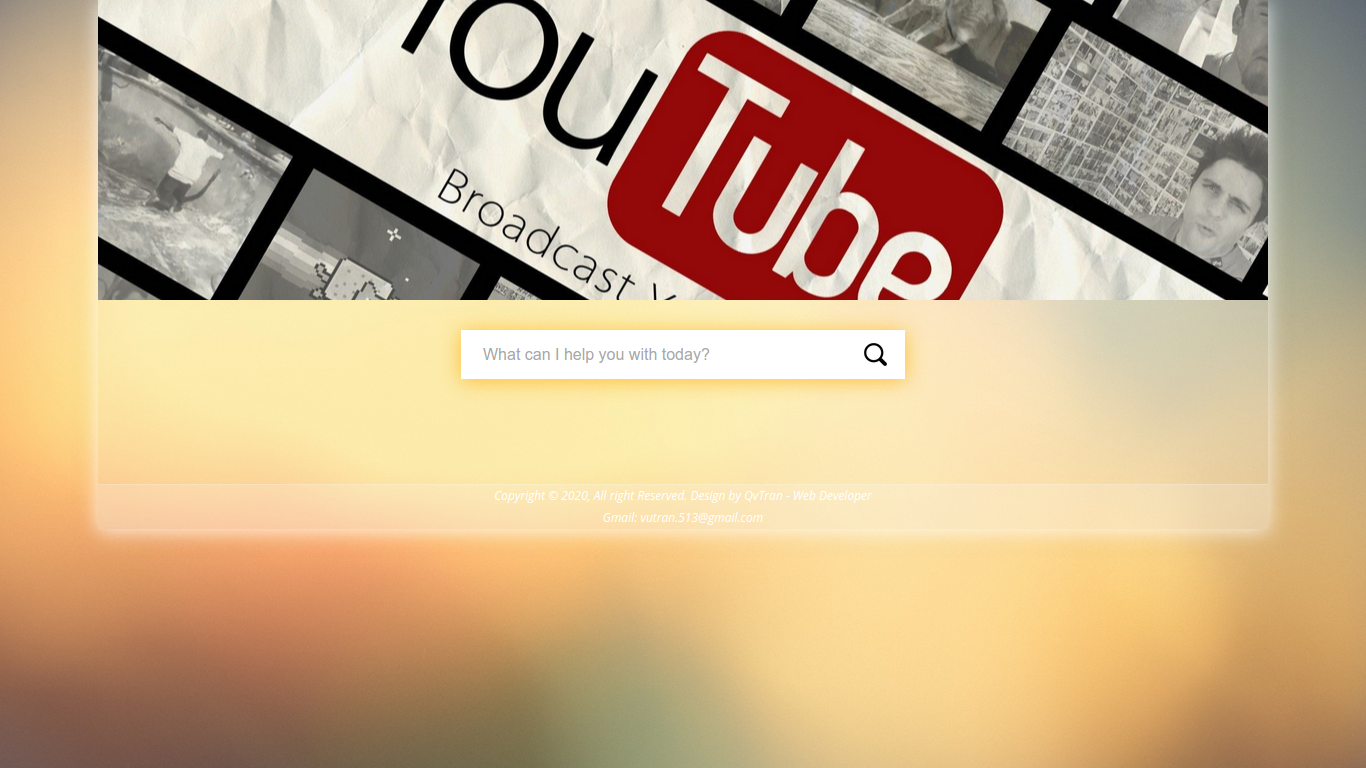 You
Tube
Broadcast Y
What can I help you with today?
Copyright © 2020, All right Reserved. Design by QvTran - Web Developer
Gmail: vutran.513@gmail.com